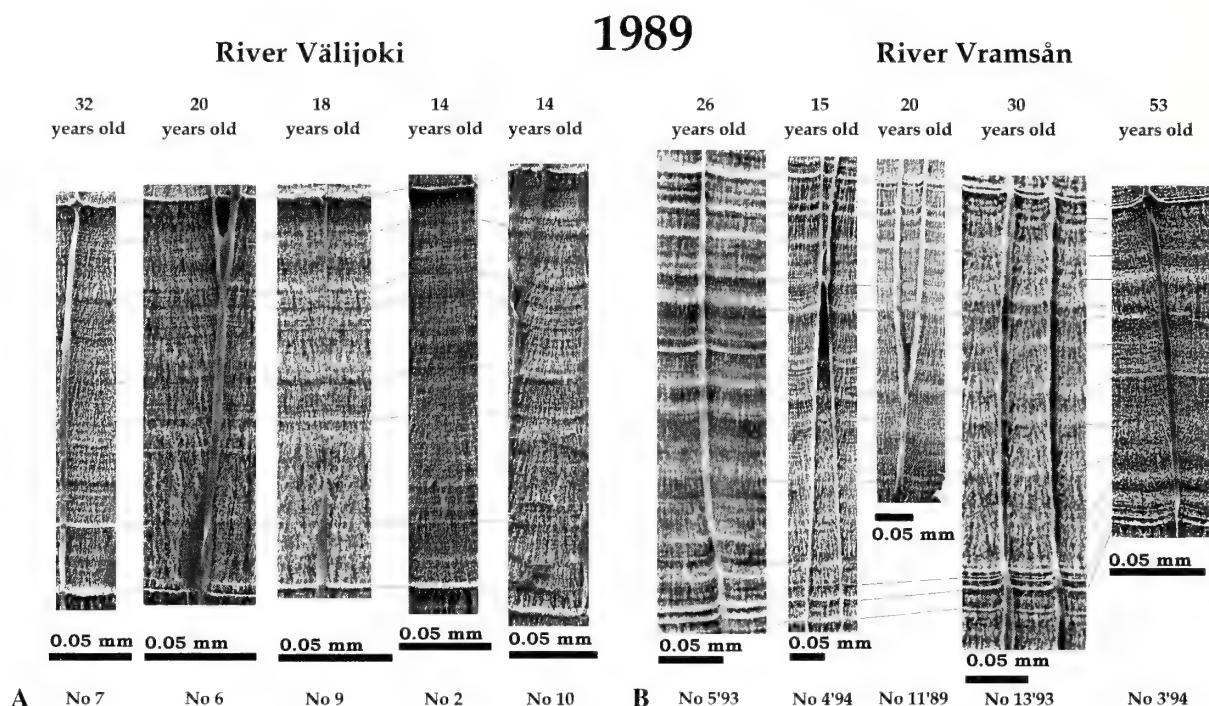 1989
River Välijoki
River Vramsån
32 years old
20 years old
18 years old
14 years old
14 years old
26 years old
15 years old
20 years old
30 years old
53 years old
0.05 mm
0.05 mm
0.05 mm
0.05 mm
0.05 mm
0.05 mm
0.05 mm
0.05 mm
0.05 mm
0.05 mm
A No 7 No 6 No 9 No 2 No 10
B No 5'93 No 4'94 No 11'89 No 13'93 No 3'94